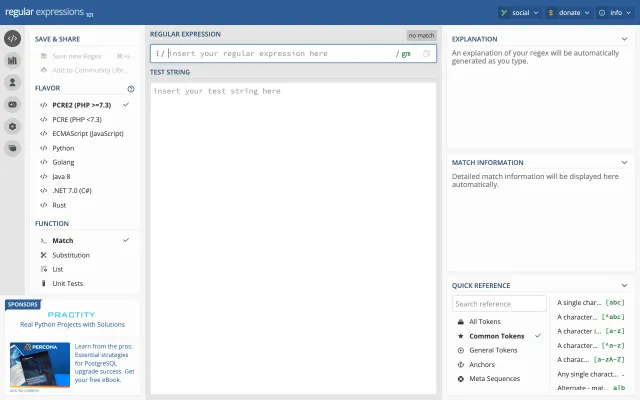 regular expressions 101
social
donate
info
SAVE & SHARE
Save new Regex ⌘+s
Add to Community Libr...
FLAVOR
PCRE2 (PHP >=7.3)
PCRE (PHP <7.3)
ECMAScript (JavaScript)
Python
Golang
Java 8
.NET 7.0 (C#)
Rust
FUNCTION
Match
Substitution
List
Unit Tests
SPONSORS
PRACTITY
Real Python Projects with Solutions
PERCONA
Learn from the pros:
Essential strategies
for PostgreSQL
upgrade success. Get
your free eBook.
REGULAR EXPRESSION
no match
/ insert your regular expression here / gm
TEST STRING
insert your test string here
EXPLANATION
An explanation of your regex will be automatically
generated as you type.
MATCH INFORMATION
Detailed match information will be displayed here
automatically.
QUICK REFERENCE
Search reference
All Tokens
Common Tokens
General Tokens
Anchors
Meta Sequences
A single char... [abc]
A character... [^abc]
A character i... [a-z]
A character... [^a-z]
A charac... [a-zA-Z]
Any single charact... .
Alternate - mat... a|b